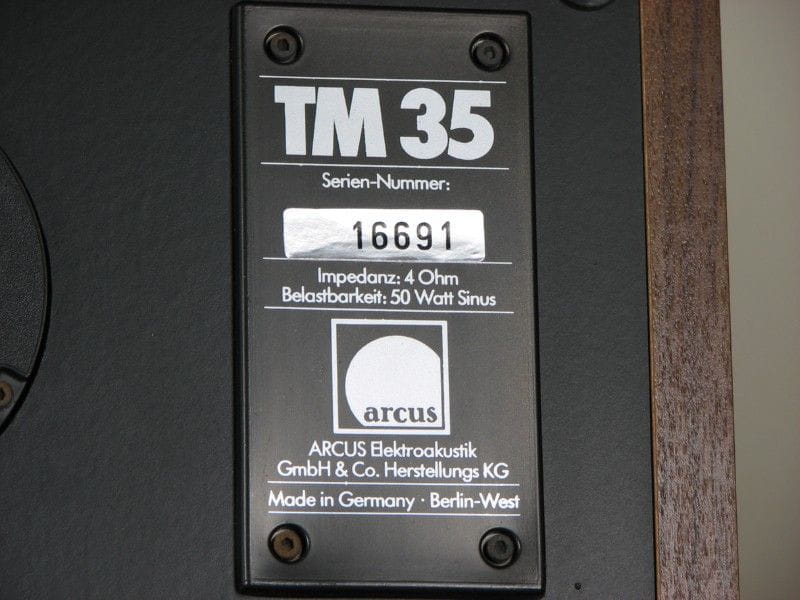 TM 35
Serien-Nummer:
16691
Impedanz: 4 Ohm
Belastbarkeit: 50 Watt Sinus
arcus
ARCUS Elektroakustik
GmbH & Co. Herstellungs KG
Made in Germany · Berlin-West